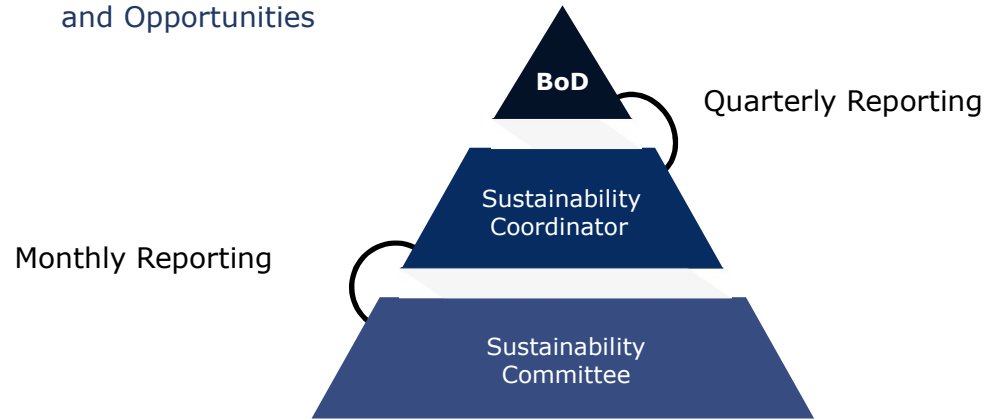 and Opportunities
BoD
Quarterly Reporting
Sustainability
Coordinator
Monthly Reporting
Sustainability
Committee